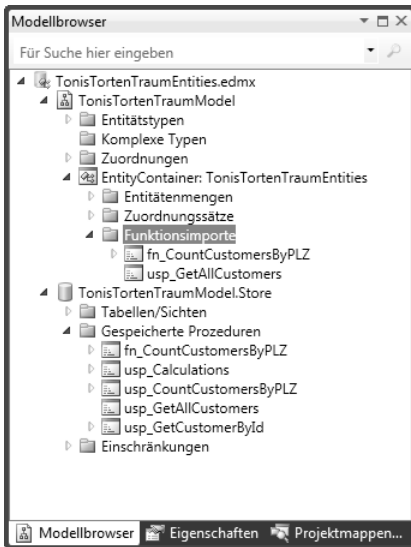 Modellbrowser
Für Suche hier eingeben
TonisTortenTraumEntities.edmx
TonisTortenTraumModel
Entitätstypen
Komplexe Typen
Zuordnungen
EntityContainer: TonisTortenTraumEntities
Entitätenmengen
Zuordnungssätze
Funktionsimporte
fn_CountCustomersByPLZ
usp_GetAllCustomers
TonisTortenTraumModel.Store
Tabellen/Sichten
Gespeicherte Prozeduren
fn_CountCustomersByPLZ
usp_Calculations
usp_CountCustomersByPLZ
usp_GetAllCustomers
usp_GetCustomerById
Einschränkungen
Modellbrowser Eigenschaften Projektmappen...